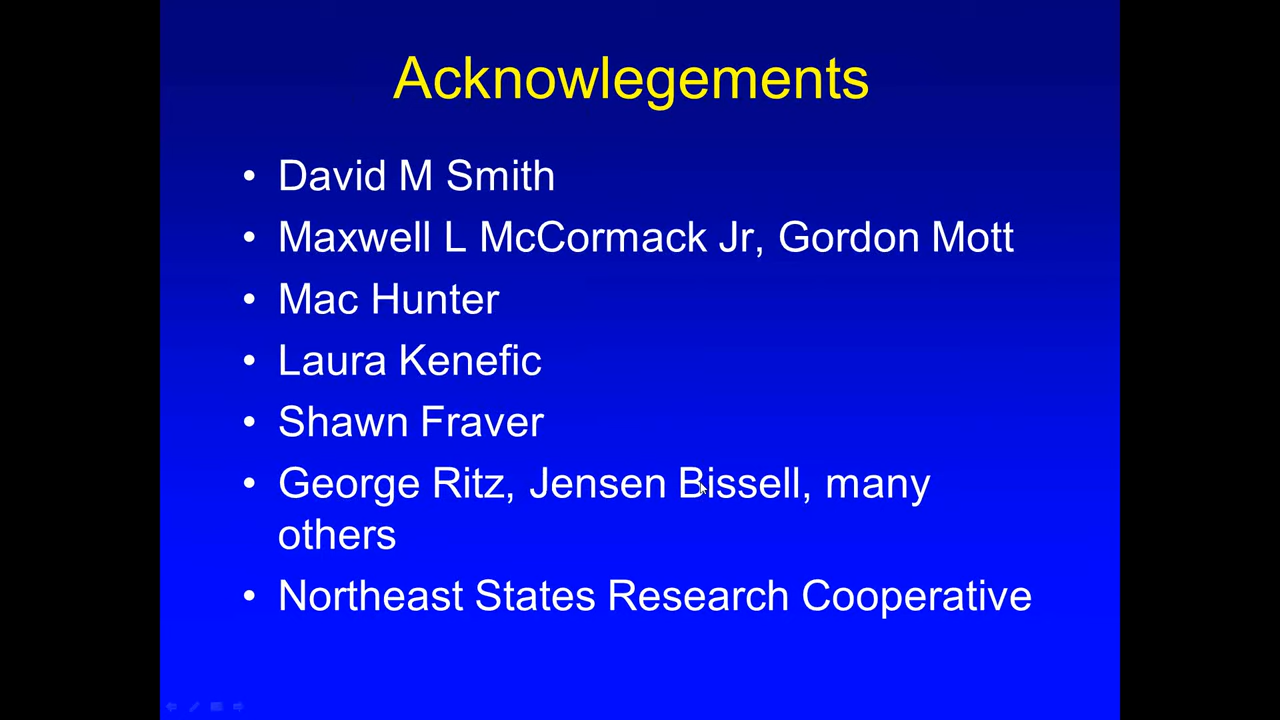 Acknowlegements
• David M Smith
• Maxwell L McCormack Jr, Gordon Mott
• Mac Hunter
• Laura Kenefic
• Shawn Fraver
• George Ritz, Jensen Bissell, many
others
• Northeast States Research Cooperative